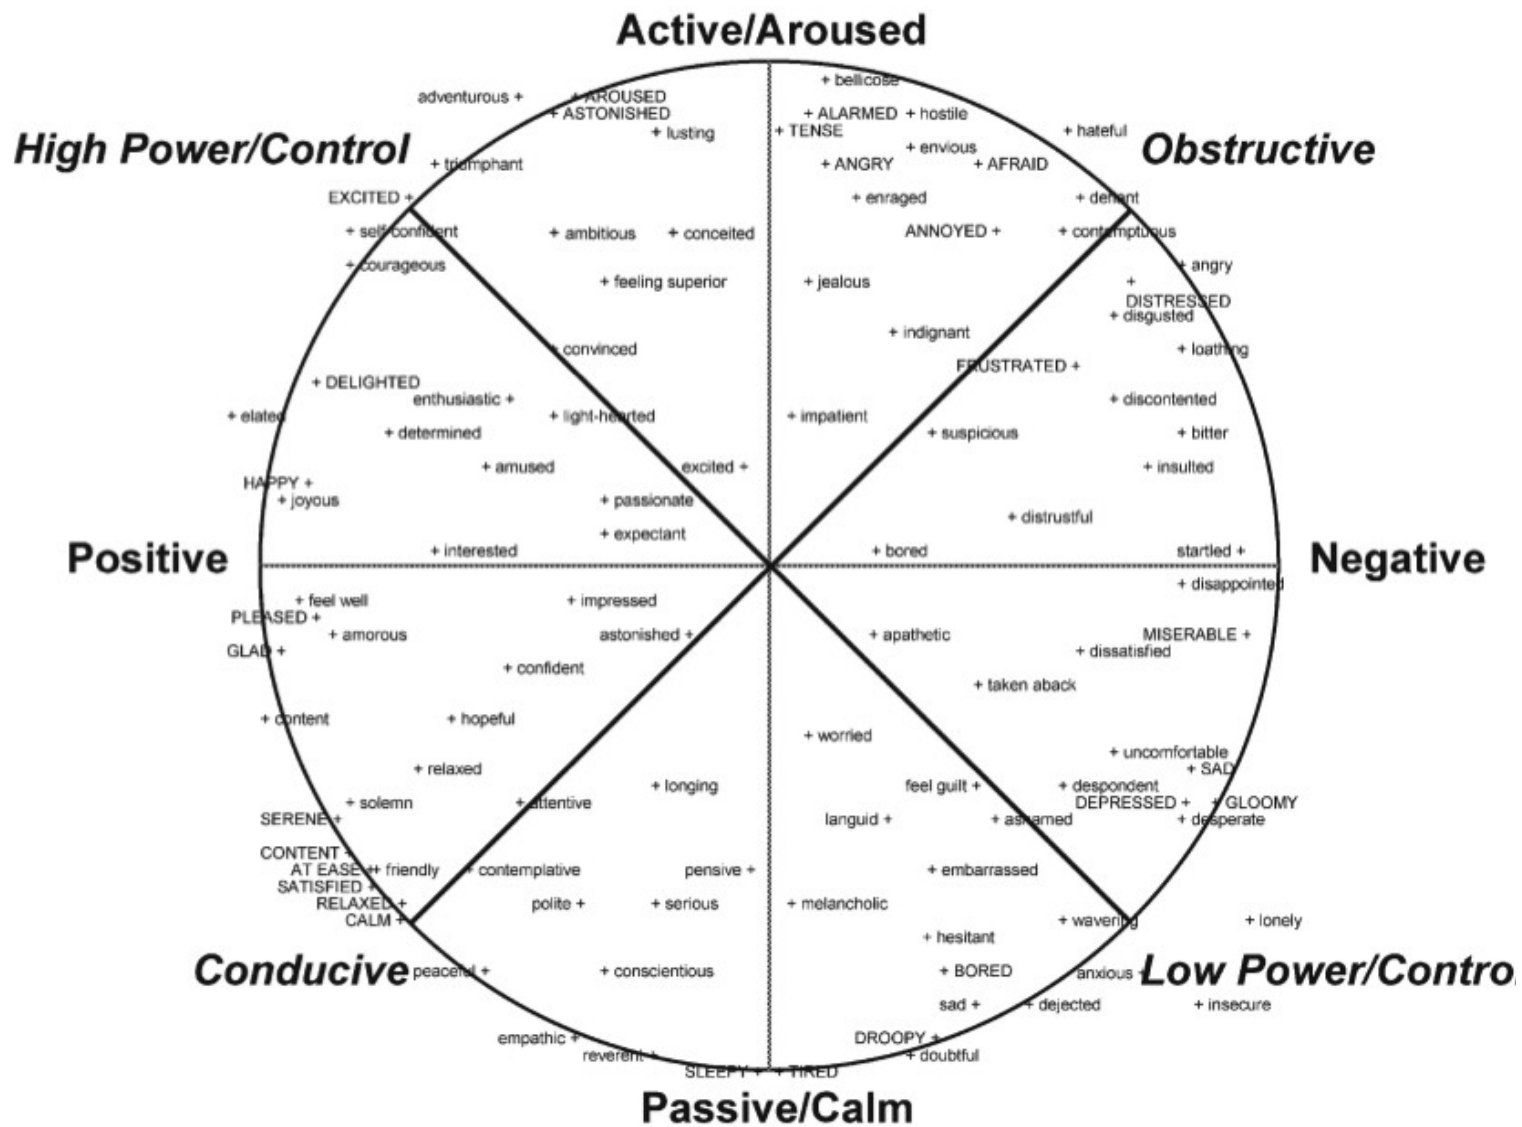 Active/Aroused
+ bellicose
adventurous +
+ AROUSED
+ ASTONISHED
+ ALARMED
+ hostile
+ lusting
+ TENSE
+ hateful
High Power/Control
Obstructive
+ envious
+ triumphant
+ ANGRY
+ AFRAID
EXCITED +
+ enraged
+ defiant
+ self-confident
+ ambitious
+ conceited
ANNOYED +
+ contemptuous
+ courageous
+ angry
+ feeling superior
+ jealous
+
DISTRESSED
+ disgusted
+ indignant
+ convinced
+ loathing
FRUSTRATED +
+ DELIGHTED
enthusiastic +
+ discontented
+ elated
+ light-hearted
+ impatient
+ determined
+ suspicious
+ bitter
+ amused
excited +
+ insulted
HAPPY +
+ joyous
+ passionate
+ distrustful
+ expectant
Positive
+ interested
+ bored
startled +
Negative
+ disappointed
+ feel well
+ impressed
PLEASED +
+ amorous
astonished +
+ apathetic
MISERABLE +
GLAD +
+ dissatisfied
+ confident
+ taken aback
+ content
+ hopeful
+ worried
+ uncomfortable
+ relaxed
+ SAD
+ longing
feel guilt +
+ despondent
+ solemn
+ attentive
DEPRESSED +
+ GLOOMY
SERENE +
languid +
+ ashamed
+ desperate
CONTENT +
AT EASE +
+ friendly
+ contemplative
pensive +
+ embarrassed
SATISFIED +
RELAXED +
polite +
+ serious
+ melancholic
CALM +
+ wavering
+ lonely
+ hesitant
Conducive
peaceful +
+ conscientious
+ BORED
anxious +
Low Power/Control
sad +
+ dejected
+ insecure
empathic +
DROOPY +
reverent +
+ doubtful
SLEEPY +
+ TIRED
Passive/Calm